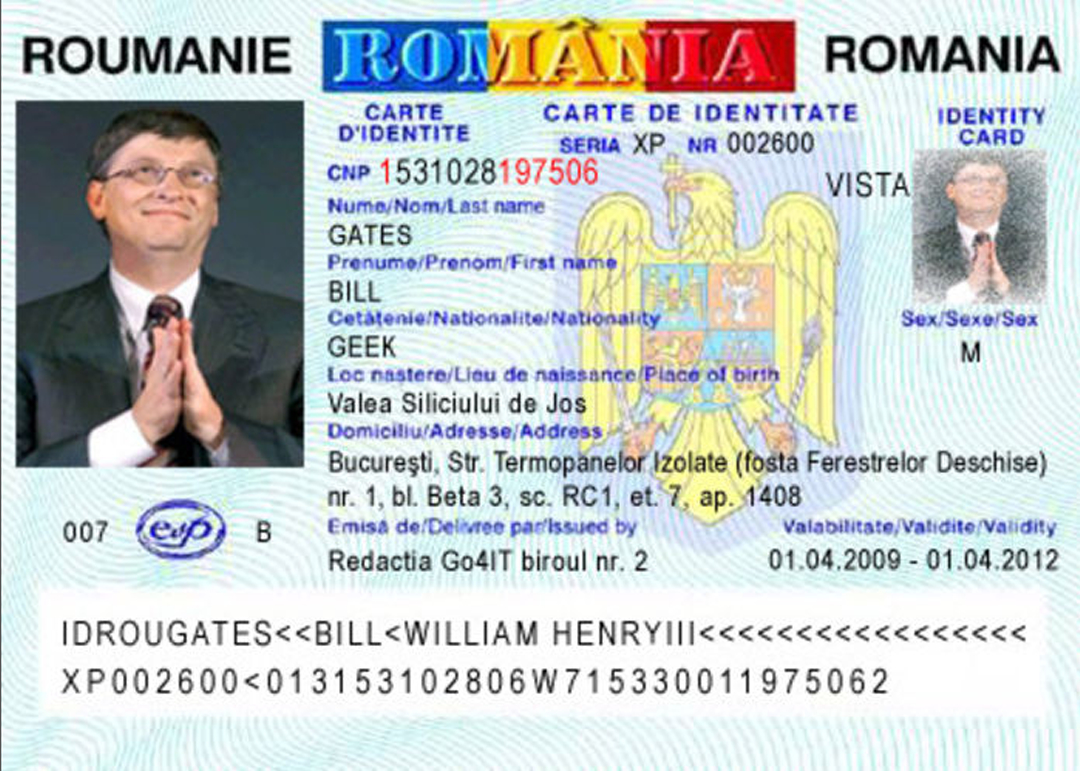 ROUMANIE ROMÂNIA ROMANIA
CARTE D'IDENTITE
CARTE DE IDENTITATE
IDENTITY CARD
SERIA XP NR 002600
CNP 1531028197506
VISTA
Nume/Nom/Last name
GATES
Prenume/Prenom/First name
BILL
Cetăţenie/Nationalite/Nationality
GEEK
Sex/Sexe/Sex
M
Loc nastere/Lieu de naissance/Place of birth
Valea Siliciului de Jos
Domiciliu/Adresse/Address
Bucureşti, Str. Termopanelor Izolate (fosta Ferestrelor Deschise)
nr. 1, bl. Beta 3, sc. RC1, et. 7, ap. 1408
007 evp B
Emisă de/Delivree par/Issued by Valabilitate/Validite/Validity
Redactia Go4IT biroul nr. 2 01.04.2009 - 01.04.2012
IDROUGATES<<BILL<WILLIAM HENRYIII<<<<<<<<<<<<<<<<<
XP002600<013153102806W715330011975062